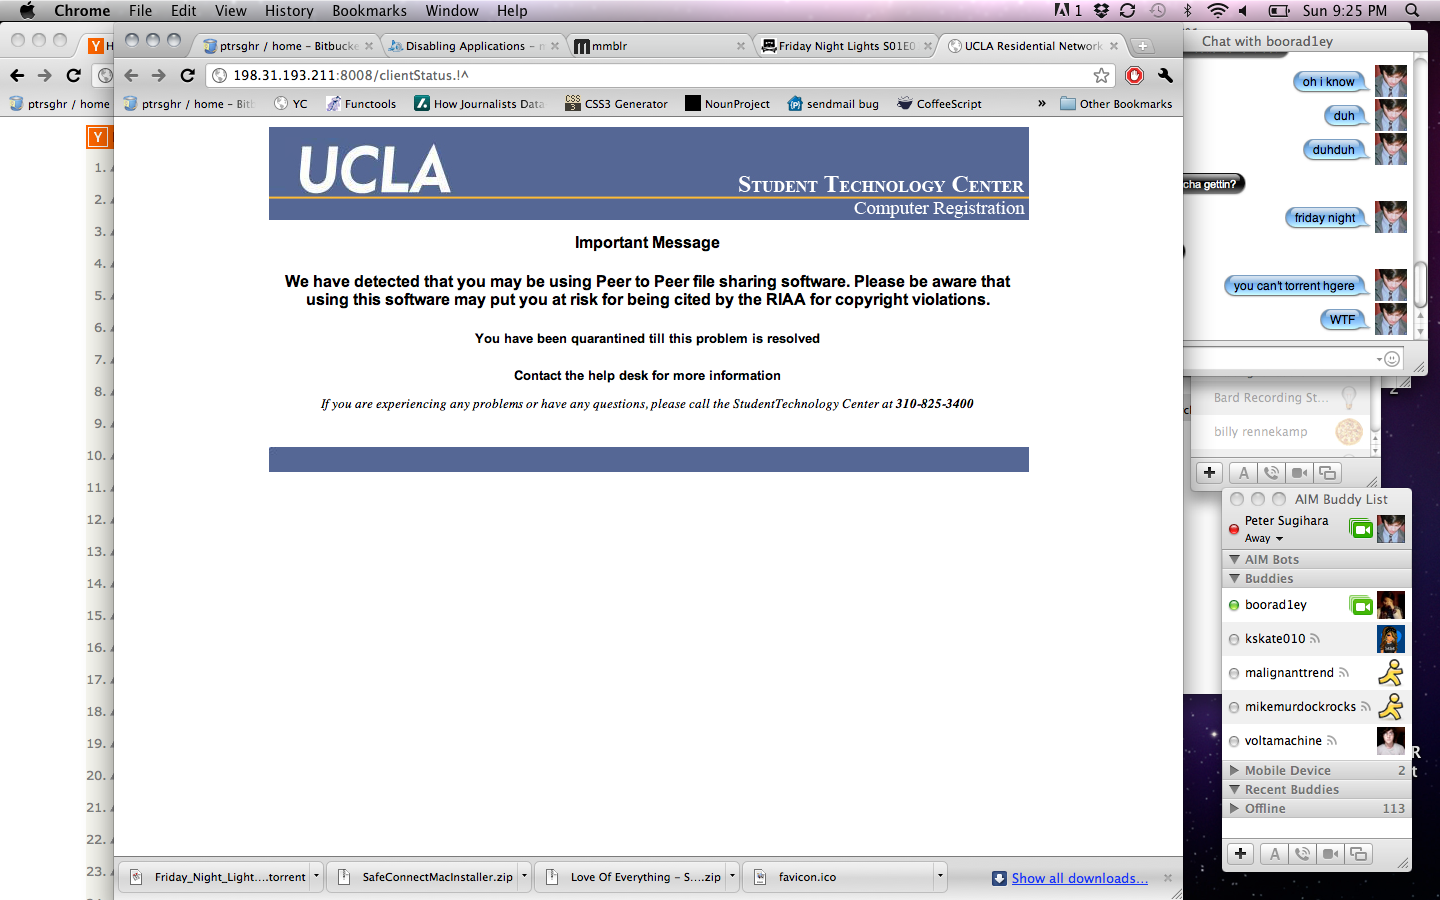 Chrome File Edit View History Bookmarks Window Help
1 Sun 9:25 PM
ptrsghr / home – Bitbucke
Disabling Applications –
mmblr
Friday Night Lights S01E0
UCLA Residential Network
198.31.193.211:8008/clientStatus.!^
ptrsghr / home
ptrsghr / home – Bit
YC
Functools
How Journalists Data
CSS3 Generator
NounProject
sendmail bug
CoffeeScript
»
Other Bookmarks
Y
1.
2.
3.
4.
5.
6.
7.
8.
9.
10.
11.
12.
13.
14.
15.
16.
17.
18.
19.
20.
21.
22.
23.
UCLA
STUDENT TECHNOLOGY CENTER
Computer Registration
Important Message
We have detected that you may be using Peer to Peer file sharing software. Please be aware that
using this software may put you at risk for being cited by the RIAA for copyright violations.
You have been quarantined till this problem is resolved
Contact the help desk for more information
If you are experiencing any problems or have any questions, please call the StudentTechnology Center at 310-825-3400
Friday_Night_Light....torrent
SafeConnectMacInstaller.zip
Love Of Everything – S....zip
favicon.ico
Show all downloads...
Chat with boorad1ey
oh i know
duh
duhduh
cha gettin?
friday night
you can't torrent hgere
WTF
Bard Recording St...
billy rennekamp
AIM Buddy List
Peter Sugihara
Away
AIM Bots
Buddies
boorad1ey
kskate010
malignanttrend
mikemurdockrocks
voltamachine
Mobile Device 2
Recent Buddies
Offline 113